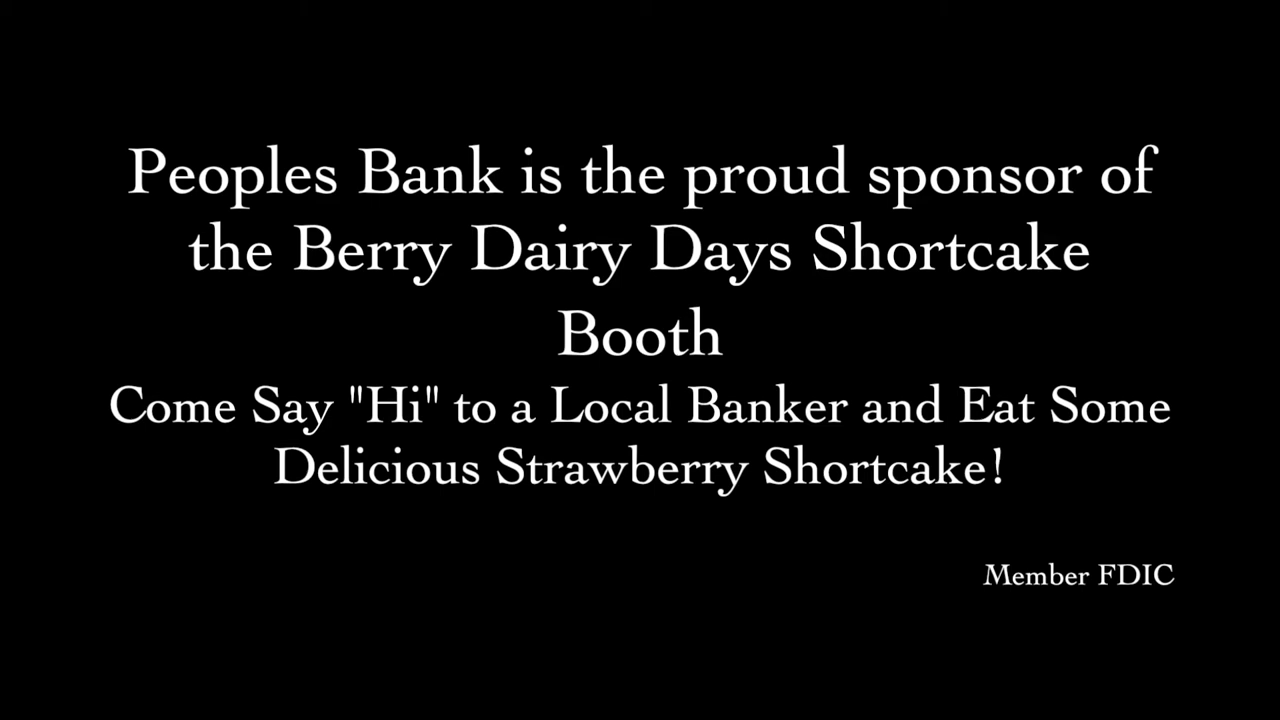 Peoples Bank is the proud sponsor of
the Berry Dairy Days Shortcake
Booth
Come Say "Hi" to a Local Banker and Eat Some
Delicious Strawberry Shortcake!
Member FDIC